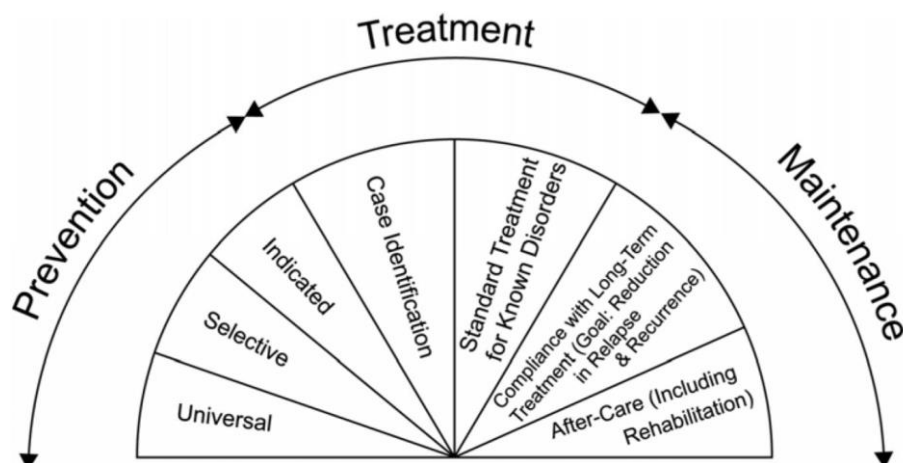 Treatment
Prevention
Maintenance
Universal
Selective
Indicated
Case Identification
Standard Treatment
for Known Disorders
Compliance with Long-Term
Treatment (Goal: Reduction
in Relapse
& Recurrence)
After-Care (Including
Rehabilitation)